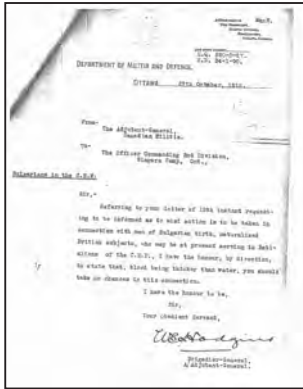 DEPARTMENT OF MILITIA AND DEFENCE.
OTTAWA 27th October, 1915.
From-
The Adjutant-General,
Canadian Militia.
To-
The Officer Commanding 2nd Division,
Niagara Camp, Ont.,
Bulgarians in the C.E.F.
Sir,-
Referring to your letter of 12th instant request-
ing to be informed as to what action is to be taken in
connection with men of Bulgarian birth, naturalized
British subjects, who may be at present serving in Batt-
alions of the C.E.F., I have the honour, by direction,
to state that, blood being thicker than water, you should
take no chances in this connection.
I have the honour to be,
Sir,
Your Obedient Servant,
Brigadier-General.
A/Adjutant-General.